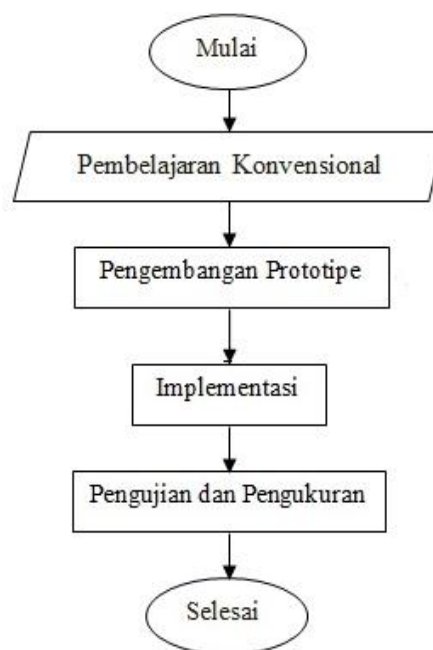 Mulai
Pembelajaran Konvensional
Pengembangan Prototipe
Implementasi
Pengujian dan Pengukuran
Selesai